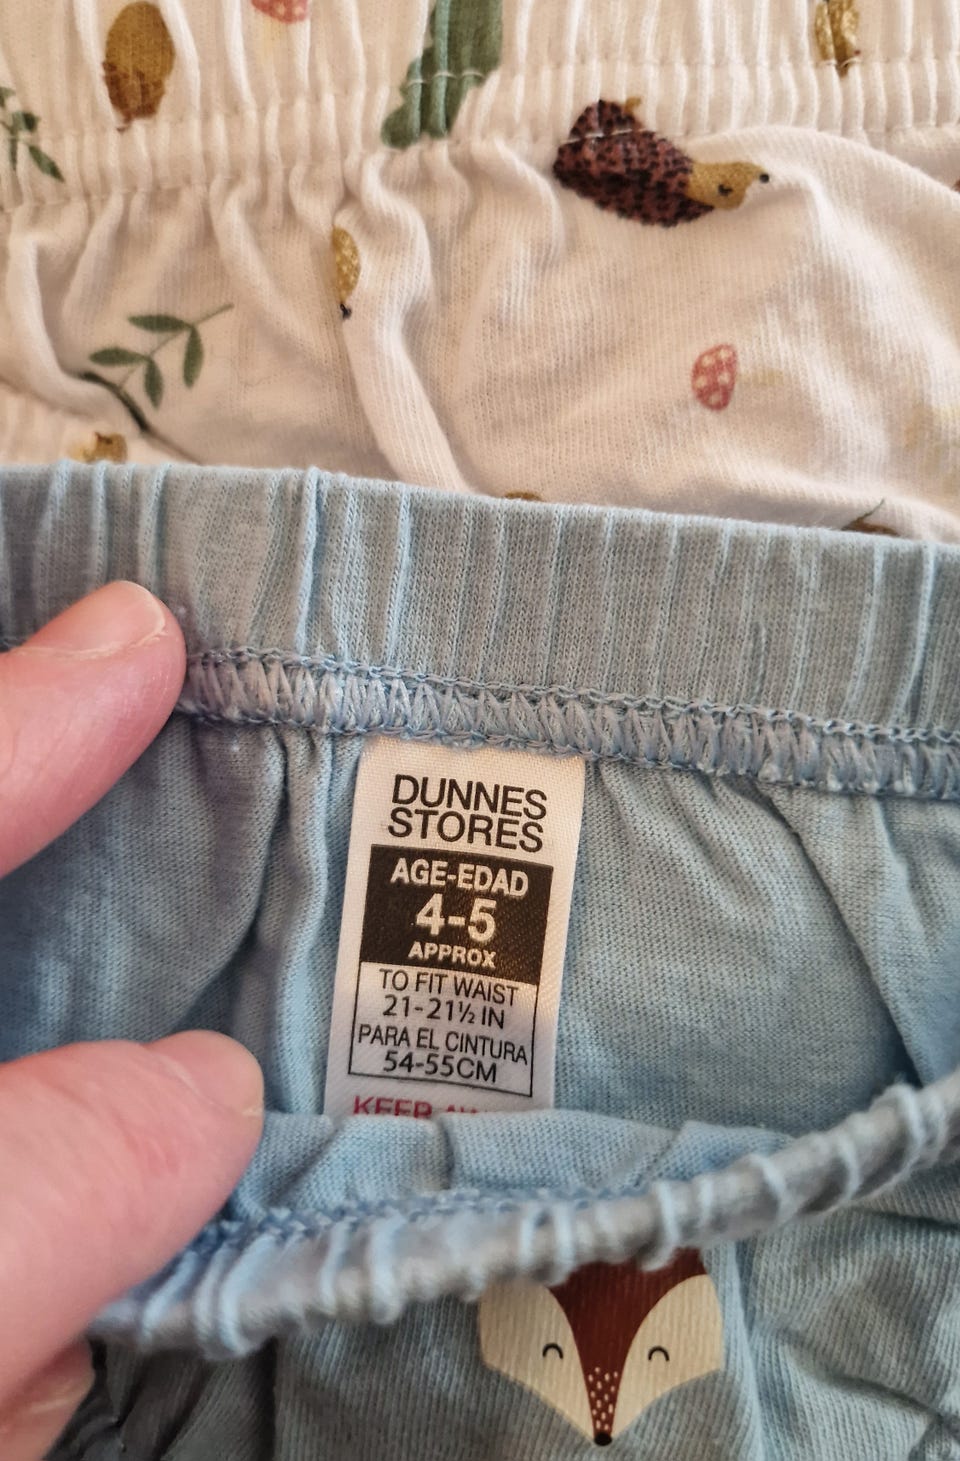 DUNNES
STORES
AGE-EDAD
4-5
APPROX
TO FIT WAIST
21-21½ IN
PARA EL CINTURA
54-55CM
KEEP